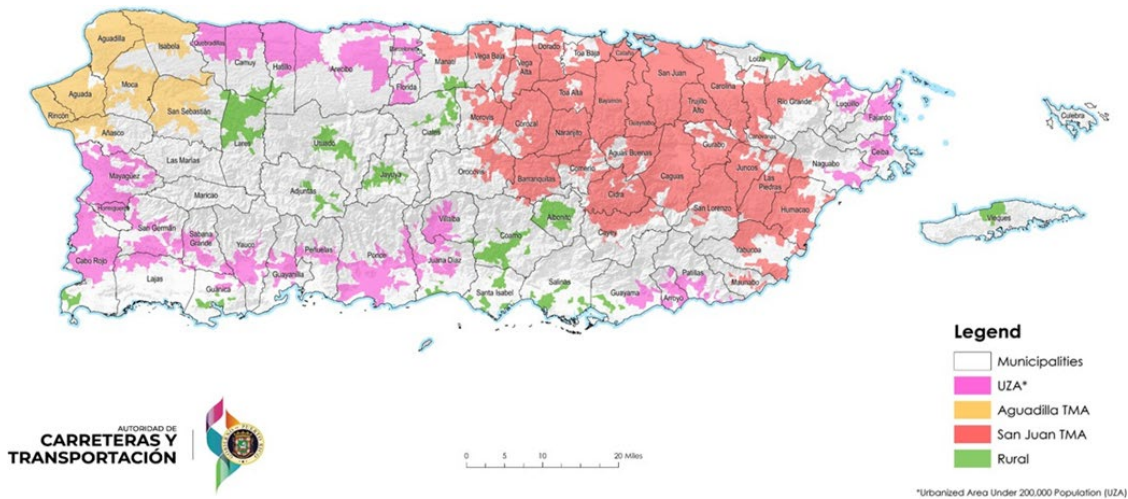 Aguadilla
Isabela
Quebradillas
Camuy
Hatillo
Arecibo
Barceloneta
Manatí
Vega Baja
Vega
Alta
Dorado
Toa Baja
Cataño
San Juan
Loíza
Carolina
Río Grande
Luquillo
Fajardo
Culebra
Aguada
Moca
San Sebastián
Rincón
Añasco
Lares
Utuado
Florida
Ciales
Morovis
Corozal
Toa Alta
Naranjito
Bayamón
Guaynabo
Trujillo
Alto
Canóvanas
Gurabo
Juncos
Las
Piedras
Naguabo
Ceiba
Las Marías
Mayagüez
Maricao
Adjuntas
Jayuya
Orocovis
Barranquitas
Comerío
Aguas Buenas
Cidra
Caguas
San Lorenzo
Humacao
Vieques
Hormigueros
San Germán
Sabana
Grande
Yauco
Peñuelas
Ponce
Villalba
Juana Díaz
Coamo
Aibonito
Cayey
Yabucoa
Cabo Rojo
Lajas
Guánica
Guayanilla
Santa Isabel
Salinas
Guayama
Arroyo
Patillas
Maunabo
Legend
Municipalities
UZA*
Aguadilla TMA
San Juan TMA
Rural
AUTORIDAD DE
CARRETERAS Y
TRANSPORTACIÓN
0 5 10 20 Miles
*Urbanized Area Under 200,000 Population (UZA)